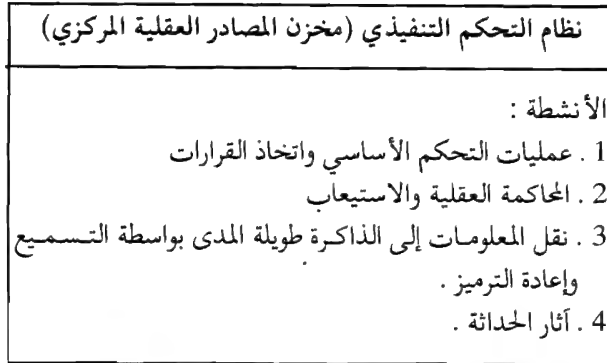 نظام التحكم التنفيذي (مخزن المصادر العقلية المركزي)
الأنشطة :
1 . عمليات التحكم الأساسي واتخاذ القرارات
2 . المحاكمة العقلية والاستيعاب
3 . نقل المعلومات إلى الذاكرة طويلة المدى بواسطة التسميع
وإعادة الترميز .
4 . آثار الحداثة .